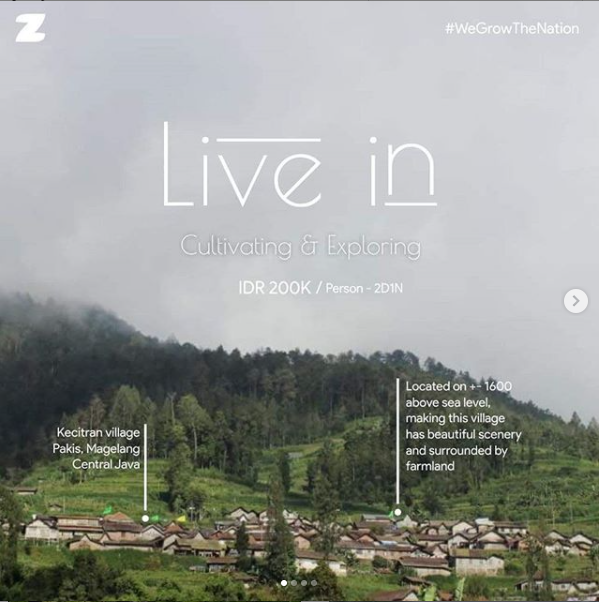 Z
#WeGrowTheNation
Live in
Cultivating & Exploring
IDR 200K / Person - 2D1N
Located on +- 1600
above sea level,
making this village
has beautiful scenery
and surrounded by
farmland
Kecitran village
Pakis, Magelang
Central Java